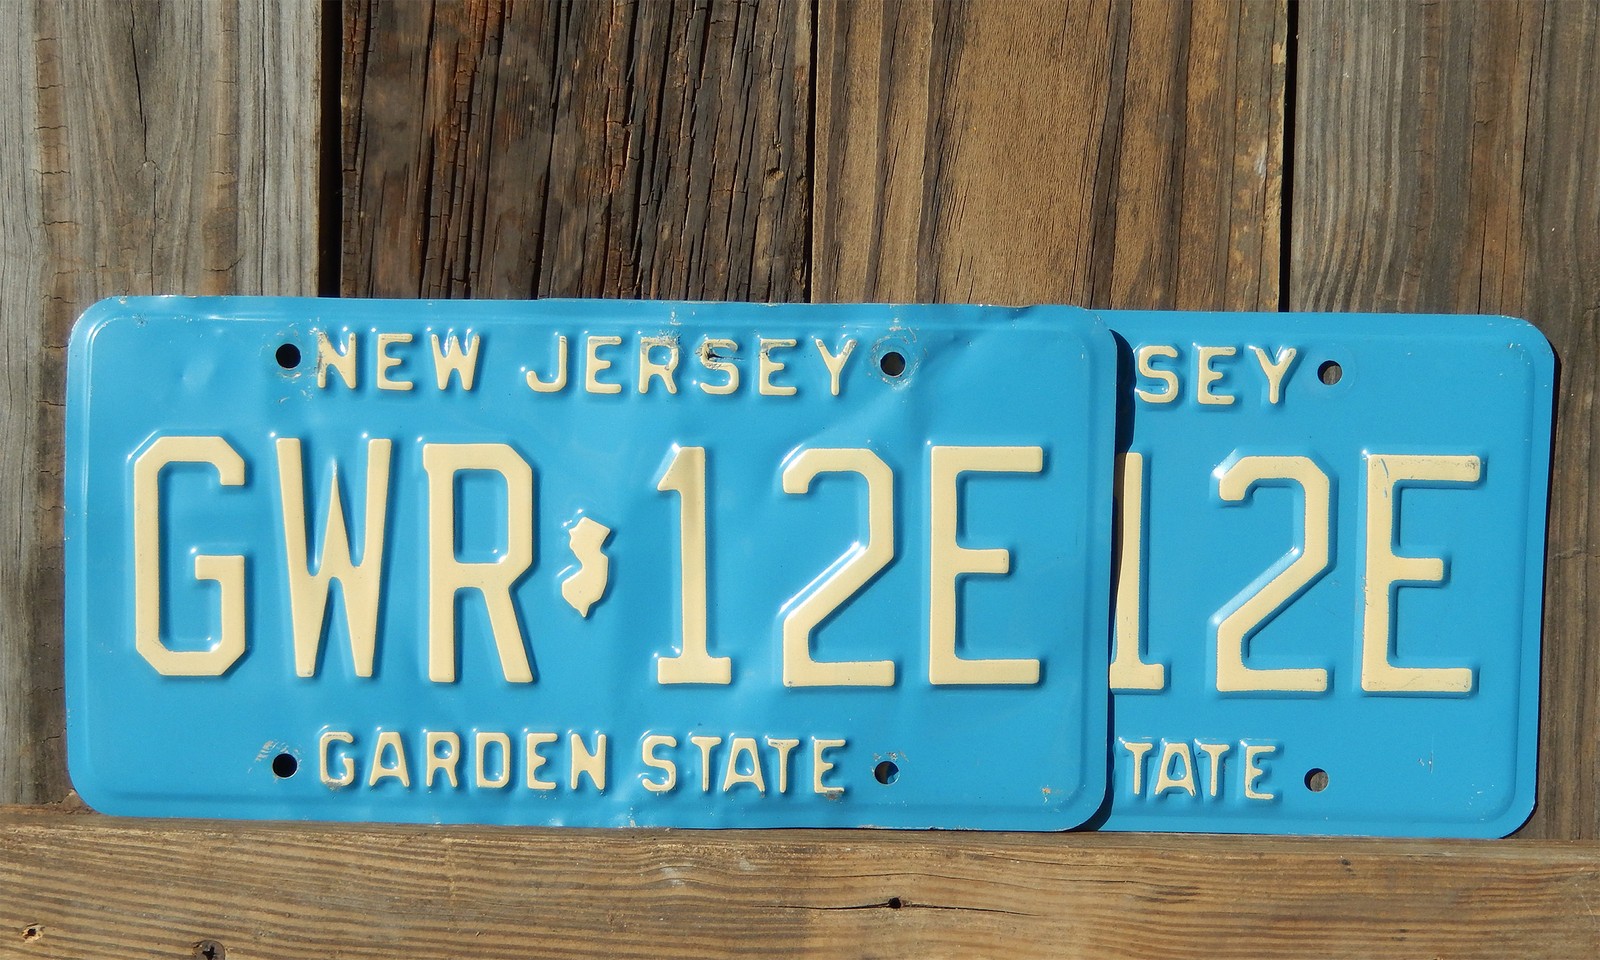 NEW JERSEY
GWR 12E
GARDEN STATE
SEY
12E
TATE